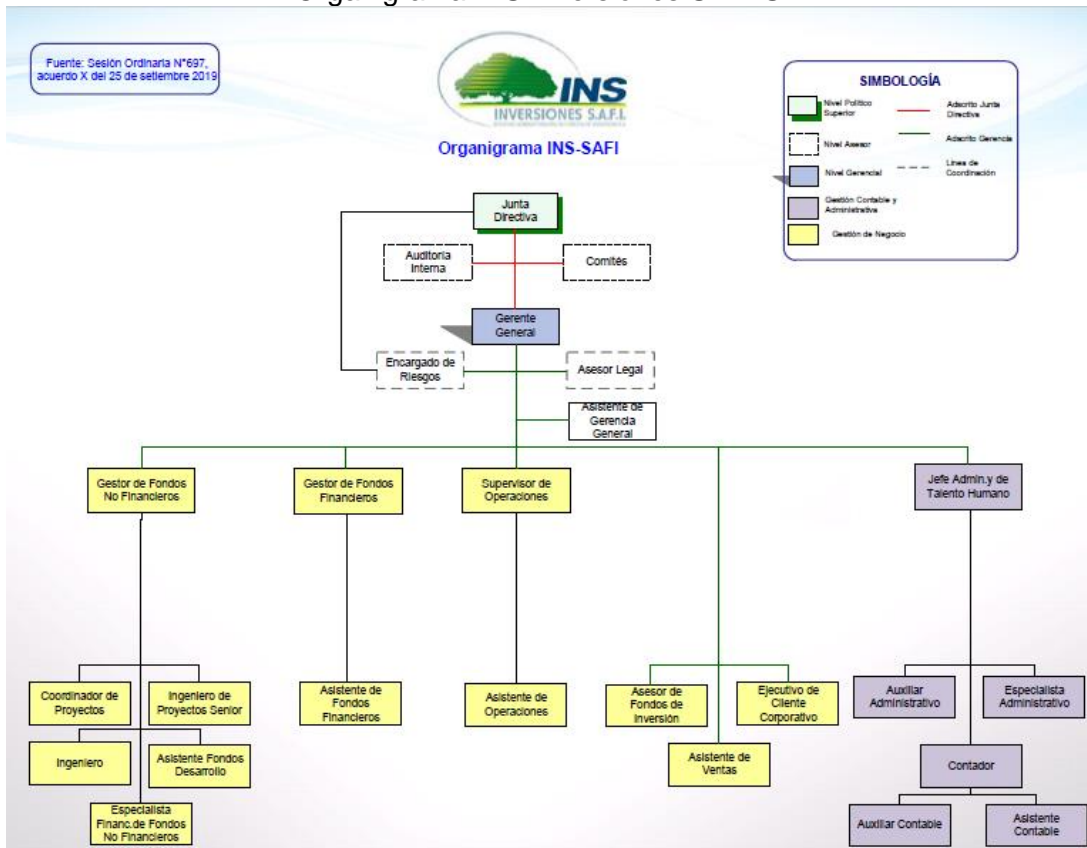 Fuente: Sesión Ordinaria N°697,
acuerdo X del 25 de setiembre 2019
INS
INVERSIONES S.A.F.I.
Organigrama INS-SAFI
SIMBOLOGÍA
Nivel Político
Superior
Adscrito Junta
Directiva
Nivel Asesor
Adscrito Gerencia
Nivel Gerencial
Línea de
Coordinación
Gestión Contable y
Administrativa
Gestión de Negocio
Junta
Directiva
Auditoría
Interna
Comités
Gerente
General
Encargado de
Riesgos
Asesor Legal
Asistente de
Gerencia
General
Gestor de Fondos
No Financieros
Gestor de Fondos
Financieros
Supervisor de
Operaciones
Jefe Admin.y de
Talento Humano
Coordinador de
Proyectos
Ingeniero de
Proyectos Senior
Asistente de
Fondos
Financieros
Asistente de
Operaciones
Asesor de
Fondos de
Inversión
Ejecutivo de
Cliente
Corporativo
Auxiliar
Administrativo
Especialista
Administrativo
Ingeniero
Asistente Fondos
Desarrollo
Asistente de
Ventas
Contador
Especialista
Financ.de Fondos
No Financieros
Auxiliar Contable
Asistente
Contable